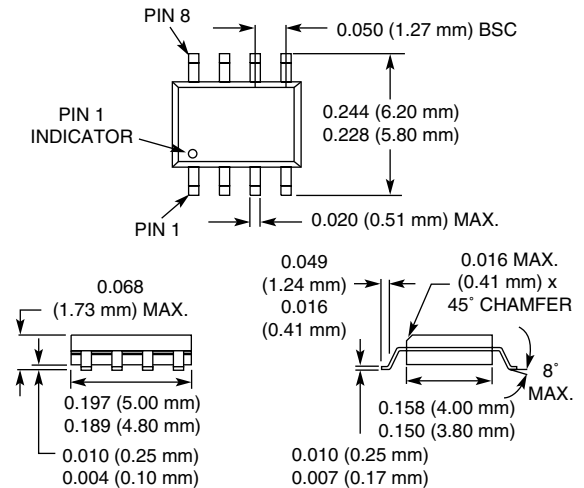 PIN 8
0.050 (1.27 mm) BSC
0.244 (6.20 mm)
0.228 (5.80 mm)
PIN 1
INDICATOR
PIN 1
0.020 (0.51 mm) MAX.
0.068
(1.73 mm) MAX.
0.197 (5.00 mm)
0.189 (4.80 mm)
0.010 (0.25 mm)
0.004 (0.10 mm)
0.049
(1.24 mm)
0.016
(0.41 mm)
0.016 MAX.
(0.41 mm) x
45° CHAMFER
8°
MAX.
0.158 (4.00 mm)
0.150 (3.80 mm)
0.010 (0.25 mm)
0.007 (0.17 mm)